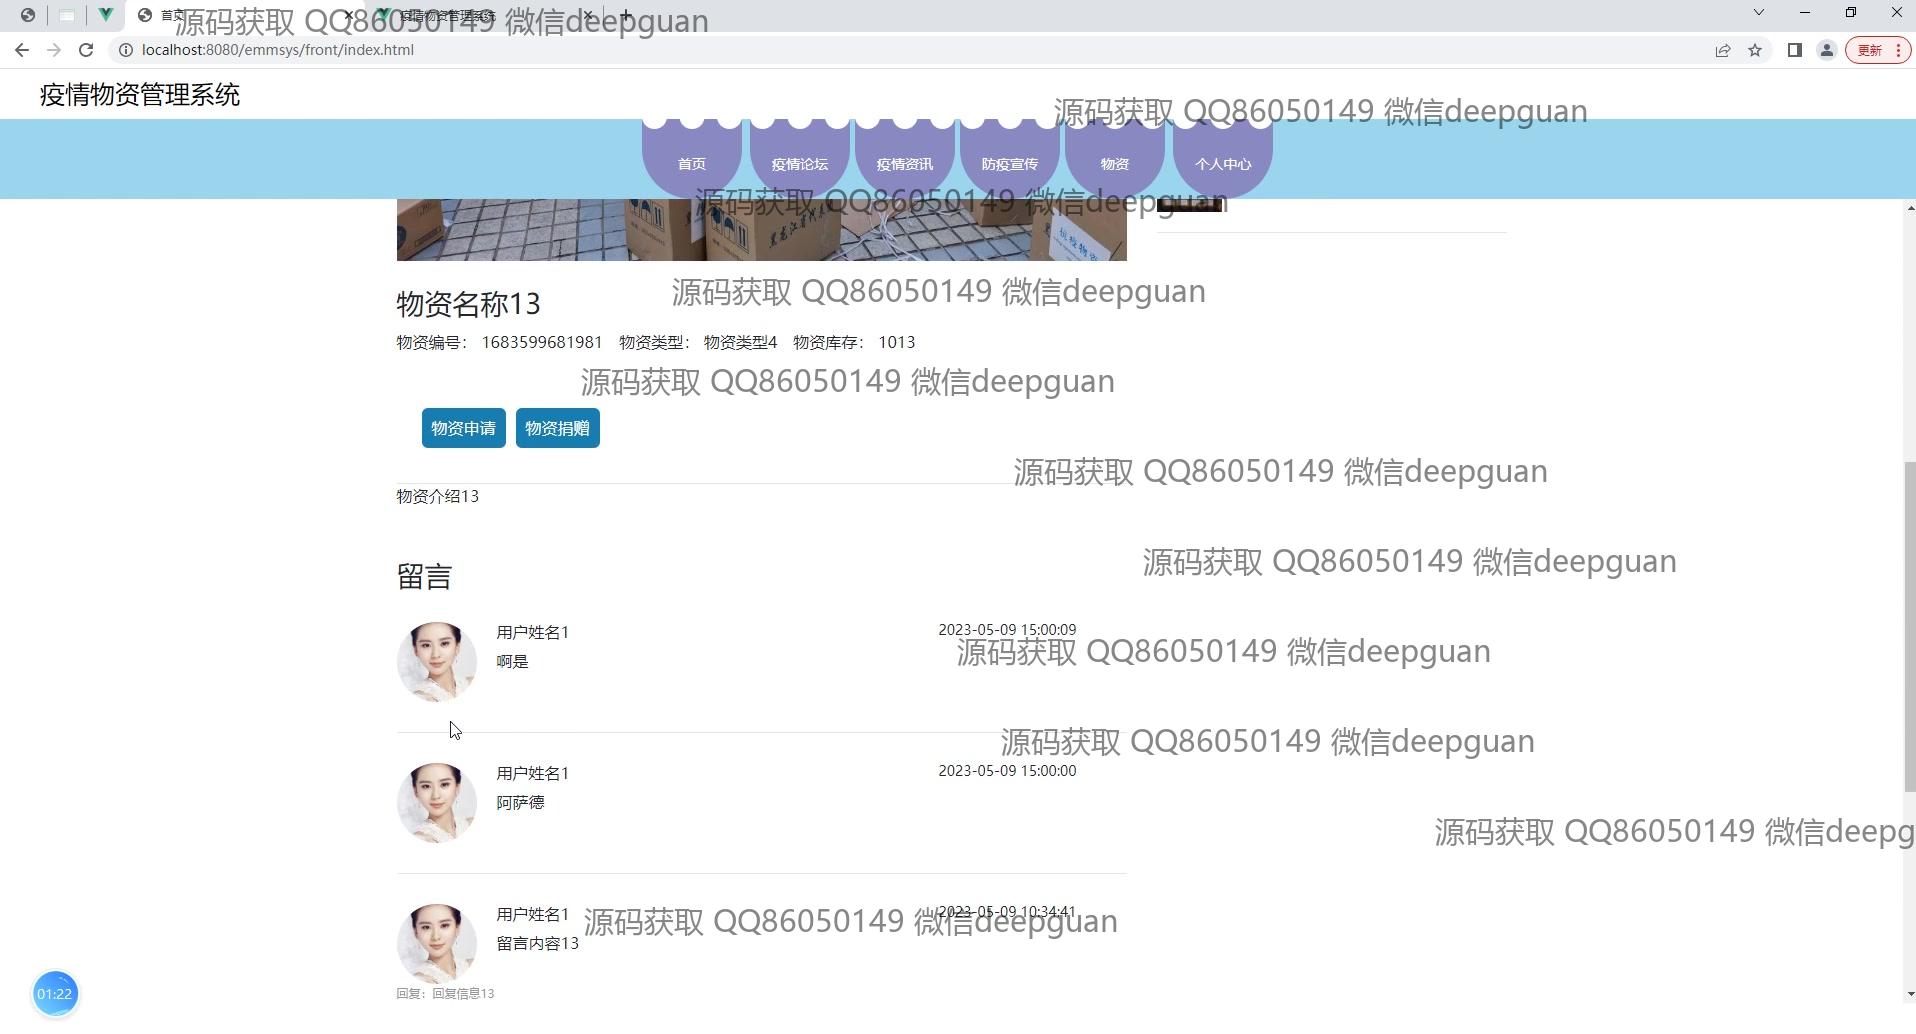 首页
疫情物资管理系统
源码获取 QQ86050149 微信deepguan
localhost:8080/emmsys/front/index.html
更新
疫情物资管理系统
源码获取 QQ86050149 微信deepguan
首页
疫情论坛
疫情资讯
防疫宣传
物资
个人中心
源码获取 QQ86050149 微信deepguan
物资名称13
源码获取 QQ86050149 微信deepguan
物资编号： 1683599681981 物资类型： 物资类型4 物资库存： 1013
源码获取 QQ86050149 微信deepguan
物资申请
物资捐赠
源码获取 QQ86050149 微信deepguan
物资介绍13
源码获取 QQ86050149 微信deepguan
留言
用户姓名1
2023-05-09 15:00:09
啊是
源码获取 QQ86050149 微信deepguan
源码获取 QQ86050149 微信deepguan
用户姓名1
2023-05-09 15:00:00
阿萨德
源码获取 QQ86050149 微信deepg
用户姓名1
2023-05-09 10:34:41
源码获取 QQ86050149 微信deepguan
留言内容13
回复：回复信息13
01:22